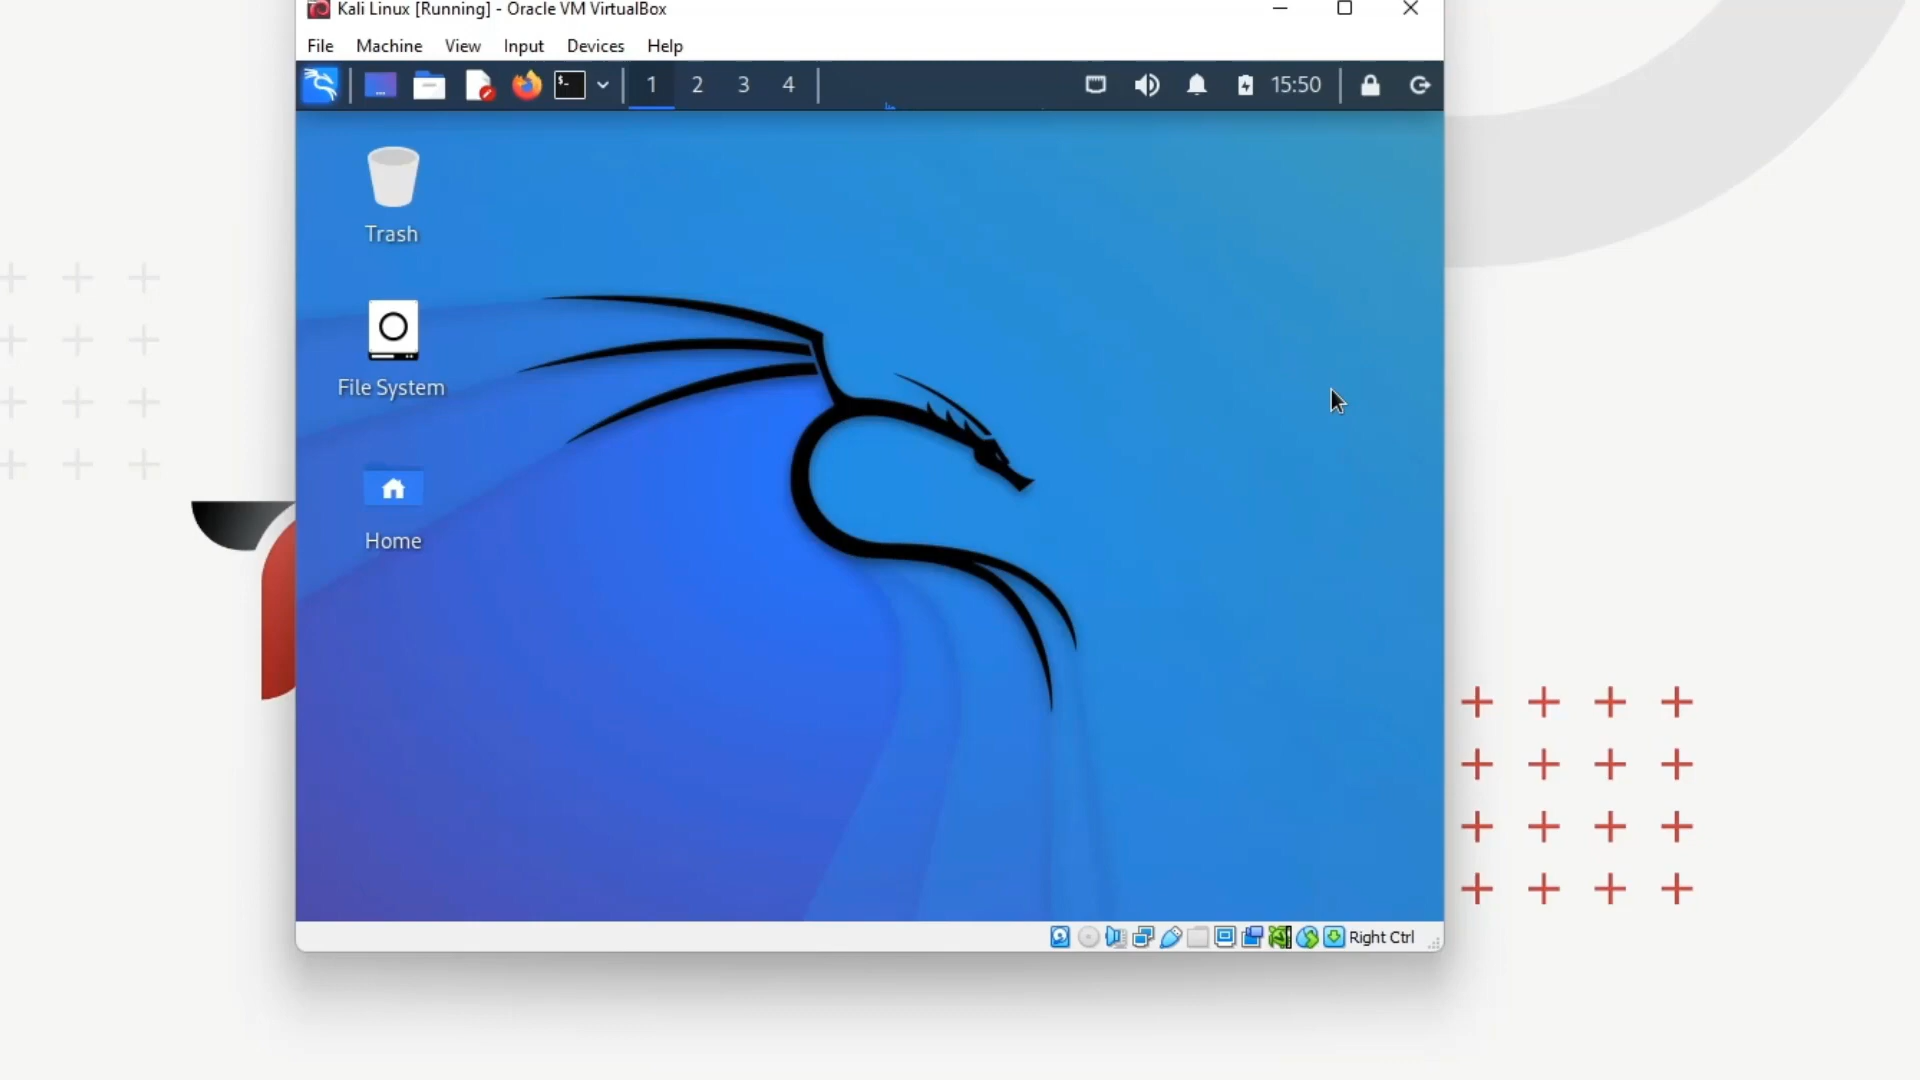 Kali Linux [Running] - Oracle VM VirtualBox
File Machine View Input Devices Help
$- 1 2 3 4 15:50
Trash
File System
Home
Right Ctrl